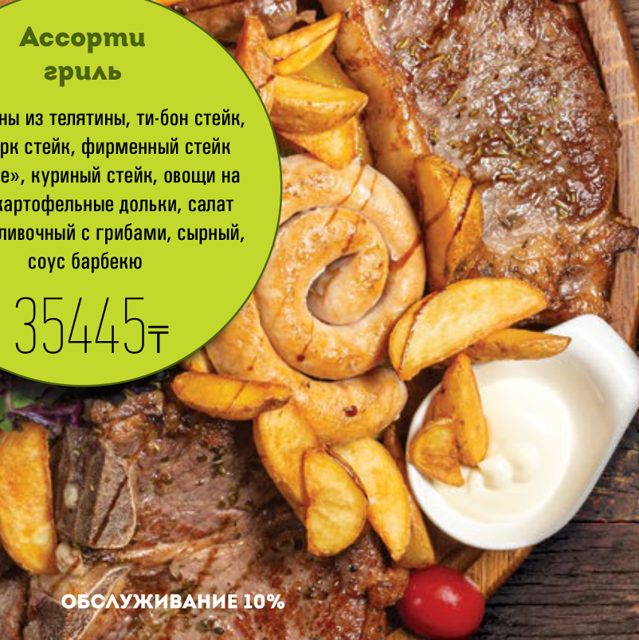 Ассорти
гриль
ны из телятины, ти-бон стейк,
рк стейк, фирменный стейк
е», куриный стейк, овощи на
картофельные дольки, салат
ливочный с грибами, сырный,
соус барбекю
35445₸
ОБСЛУЖИВАНИЕ 10%